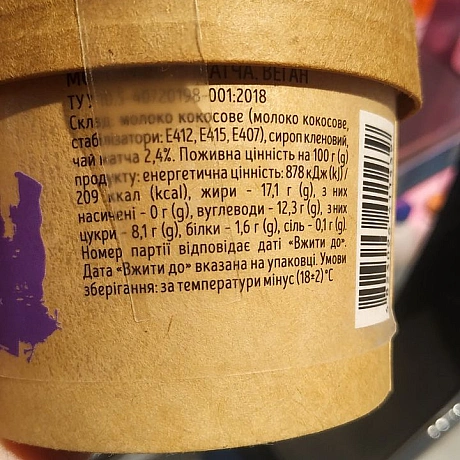 МАТЧА. ВЕГАН
ТУ У 10.5-40720198-001:2018
Склад: молоко кокосове (молоко кокосове,
стабілізатори: Е412, Е415, Е407), сироп кленовий,
чай матча 2,4%. Поживна цінність на 100 г (g)
продукту: енергетична цінність: 878 кДж (kJ) /
209 ккал (kcal), жири - 17,1 г (g), з них
насичені - 0 г (g), вуглеводи - 12,3 г (g), з них
цукри - 8,1 г (g), білки - 1,6 г (g), сіль - 0,1 г (g).
Номер партії відповідає даті «Вжити до».
Дата «Вжити до» вказана на упаковці. Умови
зберігання: за температури мінус (18±2)°С